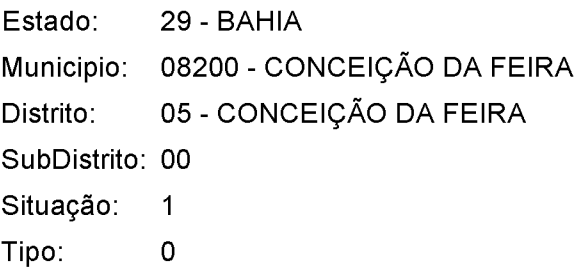 Estado: 29 - BAHIA
Municipio: 08200 - CONCEIÇÃO DA FEIRA
Distrito: 05 - CONCEIÇÃO DA FEIRA
SubDistrito: 00
Situação: 1
Tipo: 0